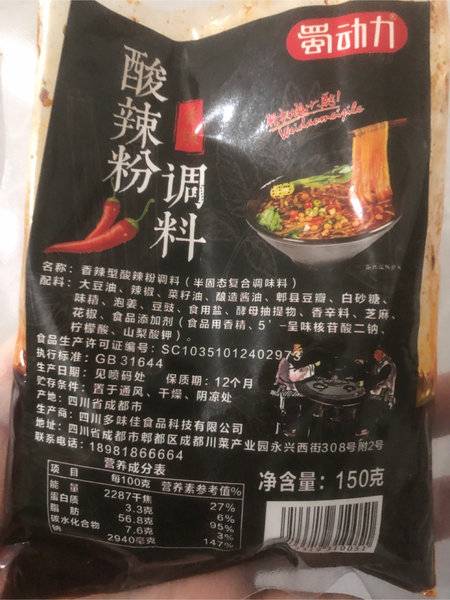 蜀动力
酸辣粉
调料
Weidaomeijile
名称：香辣型酸辣粉调料（半固态复合调味料）
配料：大豆油、辣椒、菜籽油、酿造酱油、郫县豆瓣、白砂糖、
味精、泡姜、豆豉、食用盐、酵母抽提物、香辛料、芝麻、
花椒、食品添加剂（食品用香精、5'-呈味核苷酸二钠、
柠檬酸、山梨酸钾）。
食品生产许可证编号：SC10351012402973
执行标准：GB 31644
生产日期：见喷码处 保质期：12个月
贮存条件：置于通风、干燥、阴凉处
产地：四川省成都市
生产商：四川多味佳食品科技有限公司
地址：四川省成都市郫都区成都川菜产业园永兴西街308号附2号
联系电话：18981866664
营养成分表
项目 每100克 营养素参考值%
能量 2287千焦 27%
蛋白质 3.3克 6%
脂肪 56.8克 95%
碳水化合物 7.6克 3%
钠 2940毫克 147%
净含量：150克